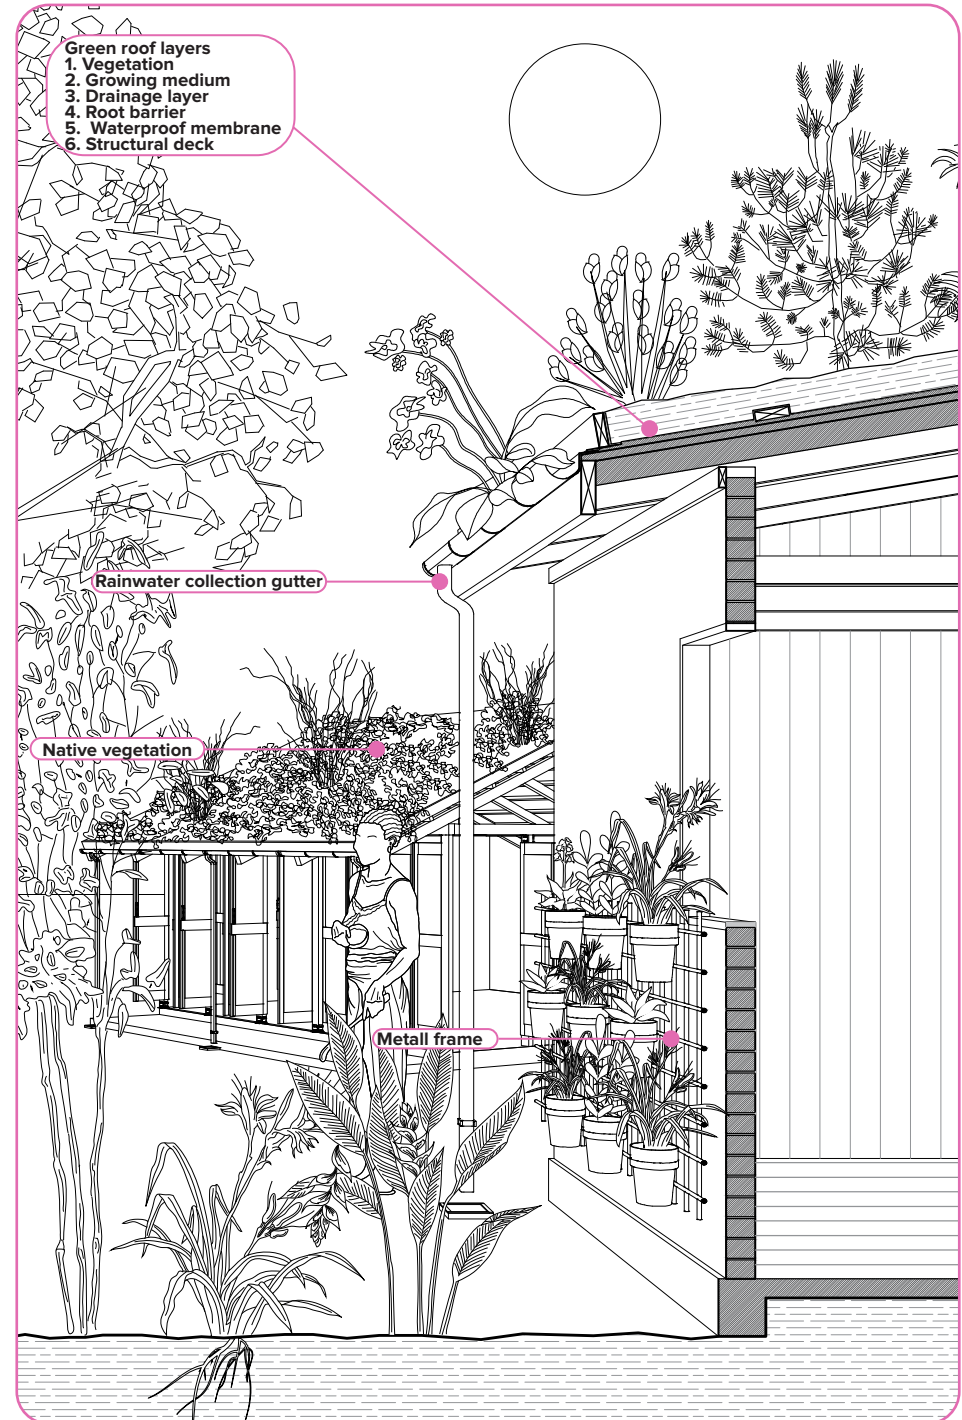 Green roof layers
1. Vegetation
2. Growing medium
3. Drainage layer
4. Root barrier
5. Waterproof membrane
6. Structural deck
Rainwater collection gutter
Native vegetation
Metall frame